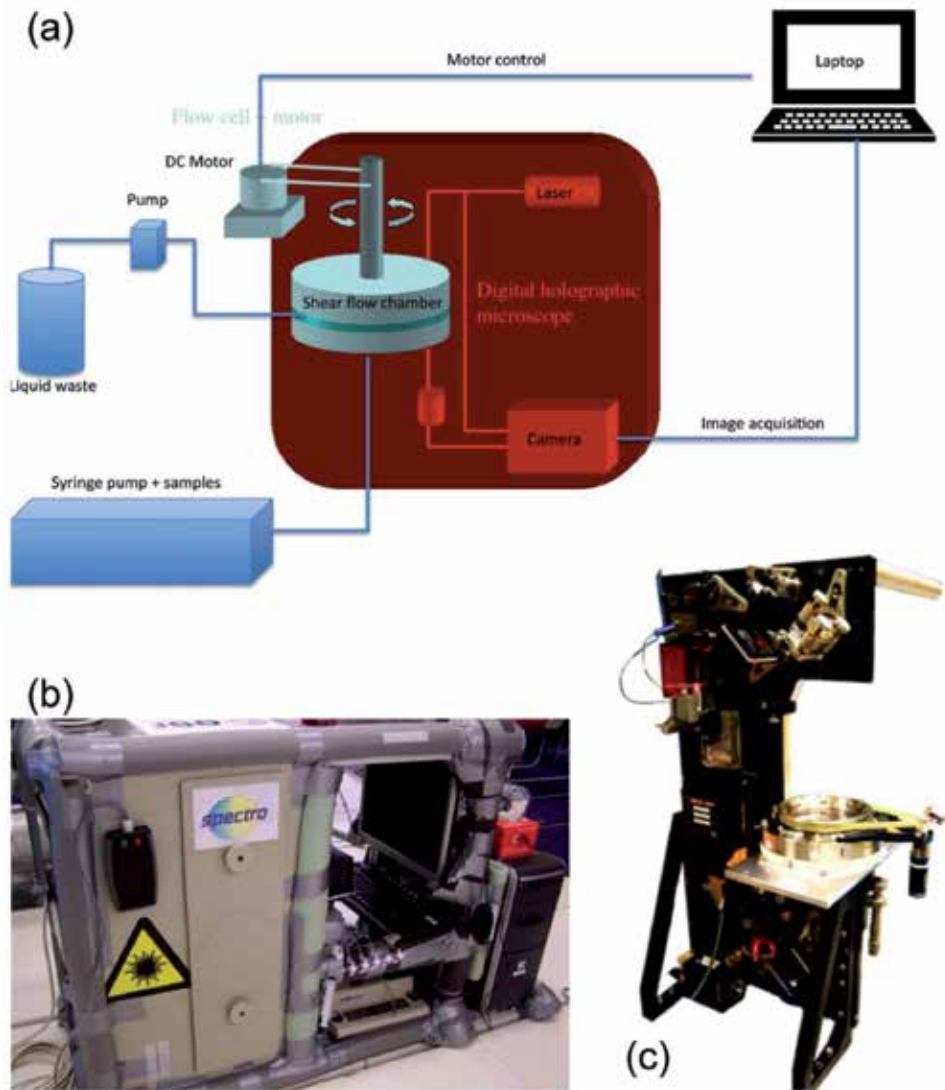 (a)
Motor control
Laptop
Flow cell + motor
DC Motor
Laser
Pump
Shear flow chamber
Digital holographic
microscope
Liquid waste
Camera
Image acquisition
Syringe pump + samples
(b)
spectro
(c)